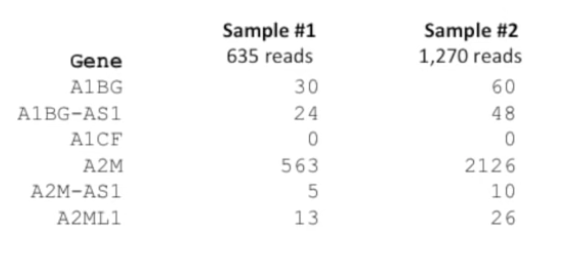 Sample #1 Sample #2
635 reads 1,270 reads
Gene
A1BG 30 60
A1BG-AS1 24 48
A1CF 0 0
A2M 563 2126
A2M-AS1 5 10
A2ML1 13 26